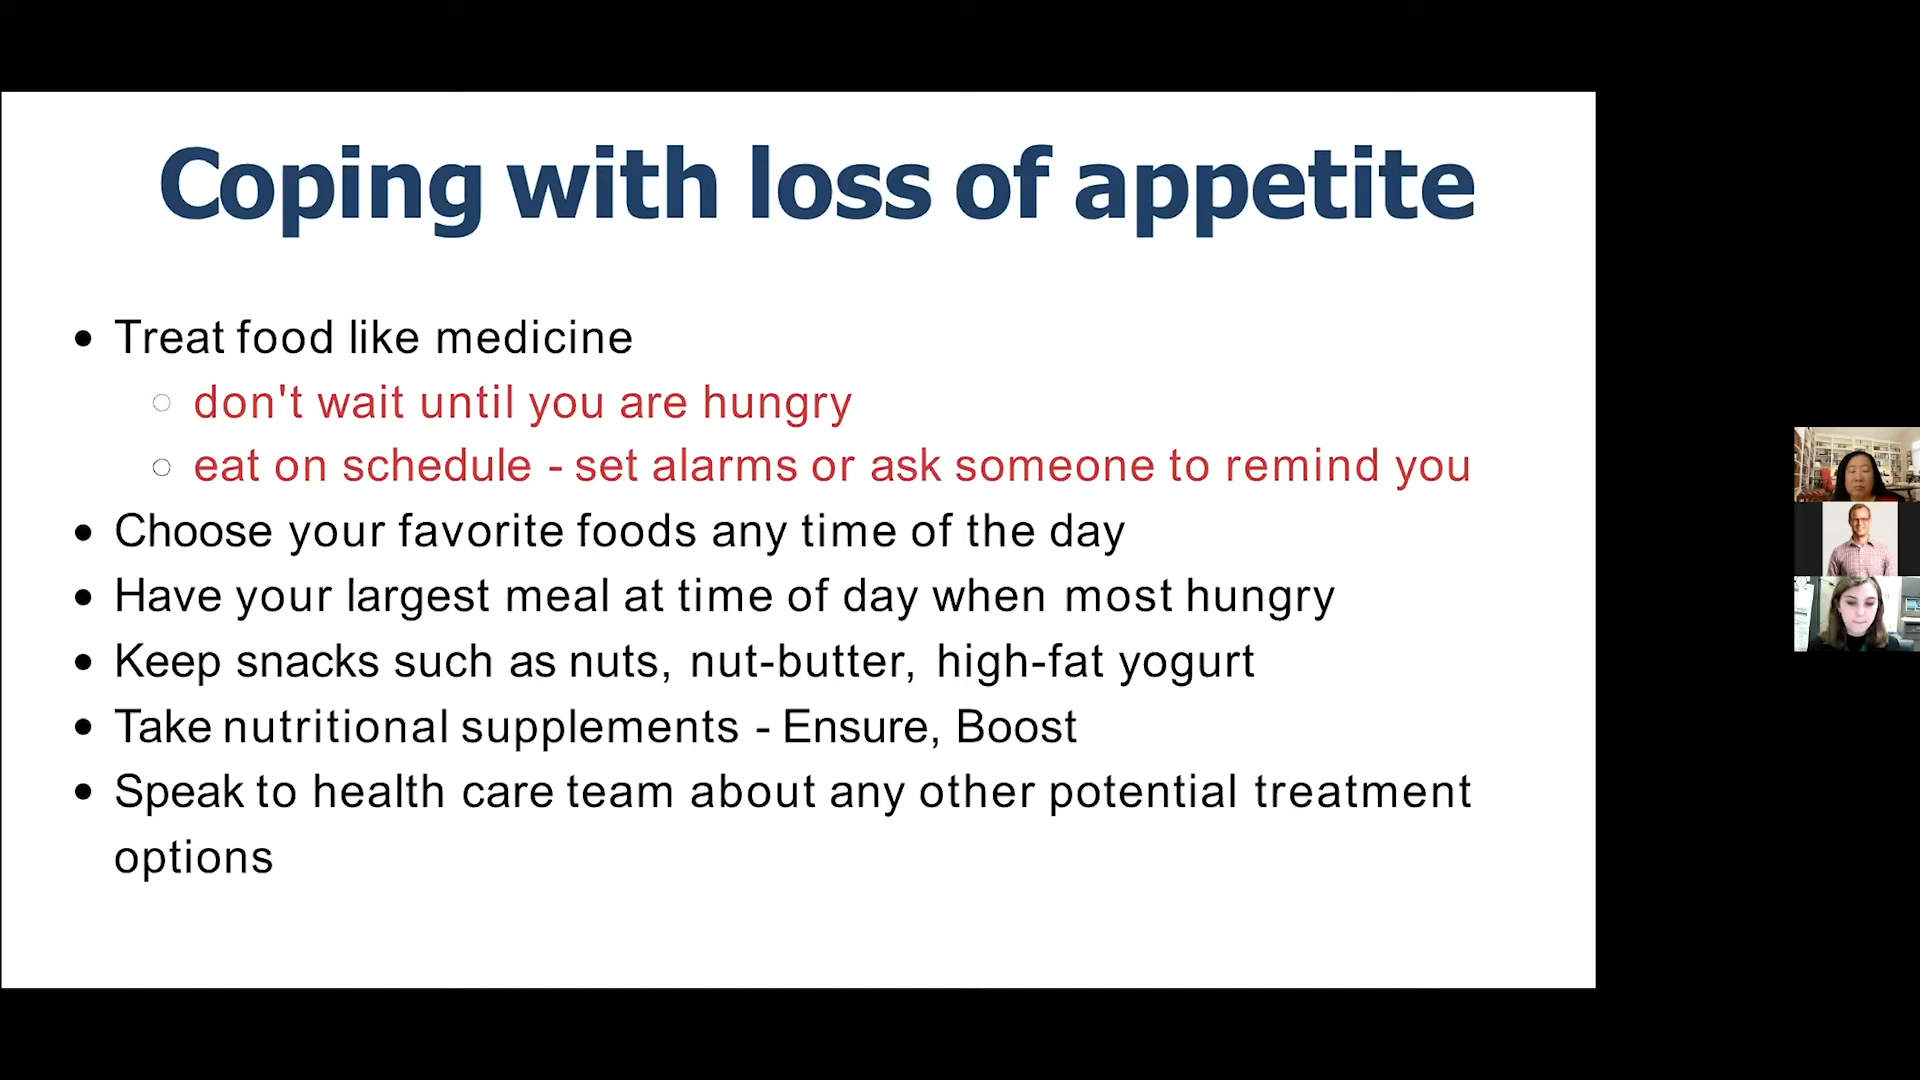 Coping with loss of appetite
• Treat food like medicine
○ don't wait until you are hungry
○ eat on schedule - set alarms or ask someone to remind you
• Choose your favorite foods any time of the day
• Have your largest meal at time of day when most hungry
• Keep snacks such as nuts, nut-butter, high-fat yogurt
• Take nutritional supplements - Ensure, Boost
• Speak to health care team about any other potential treatment
options